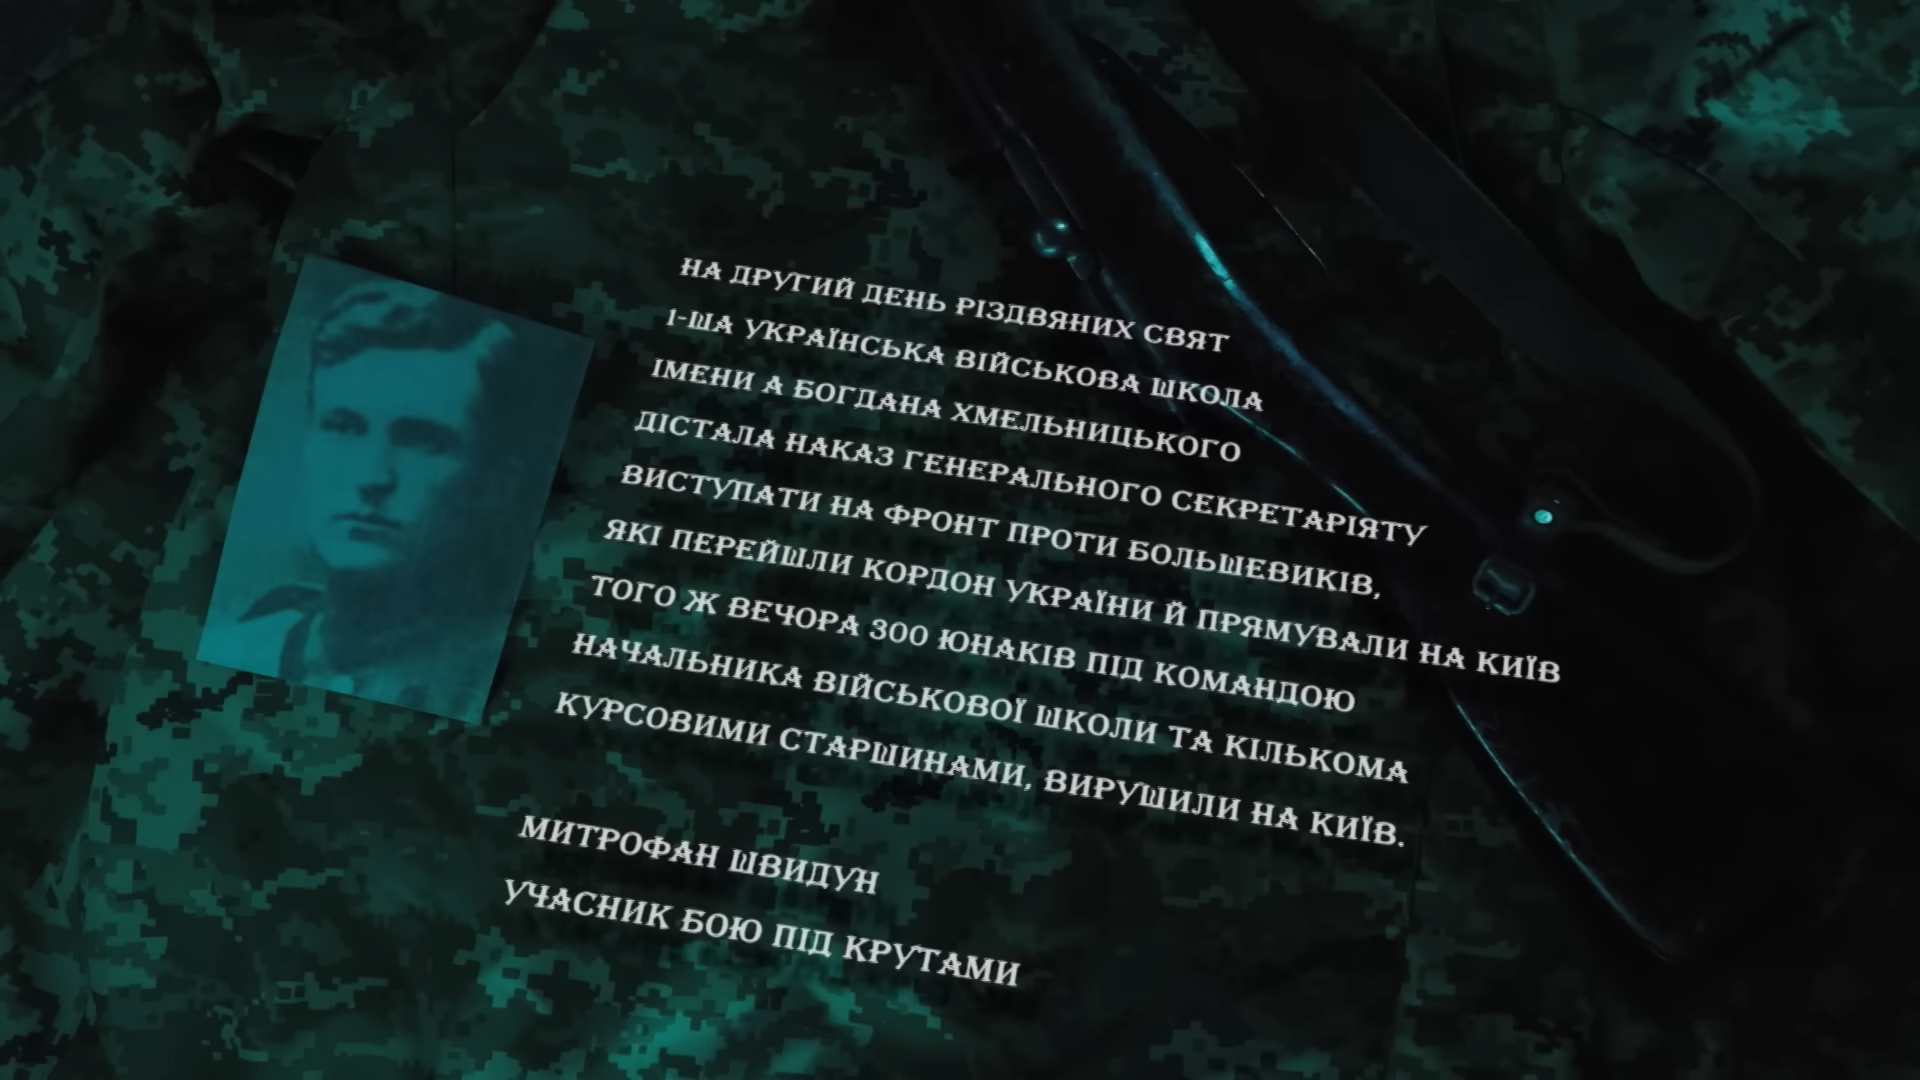 НА ДРУГИЙ ДЕНЬ РІЗДВЯНИХ СВЯТ
1-ША УКРАЇНСЬКА ВІЙСЬКОВА ШКОЛА
ІМЕНИ А БОГДАНА ХМЕЛЬНИЦЬКОГО
ДІСТАЛА НАКАЗ ГЕНЕРАЛЬНОГО СЕКРЕТАРІЯТУ
ВИСТУПАТИ НА ФРОНТ ПРОТИ БОЛЬШЕВИКІВ,
ЯКІ ПЕРЕЙШЛИ КОРДОН УКРАЇНИ Й ПРЯМУВАЛИ НА КИЇВ
ТОГО Ж ВЕЧОРА 300 ЮНАКІВ ПІД КОМАНДОЮ
НАЧАЛЬНИКА ВІЙСЬКОВОЇ ШКОЛИ ТА КІЛЬКОМА
КУРСОВИМИ СТАРШИНАМИ, ВИРУШИЛИ НА КИЇВ.
МИТРОФАН ШВИДУН
УЧАСНИК БОЮ ПІД КРУТАМИ